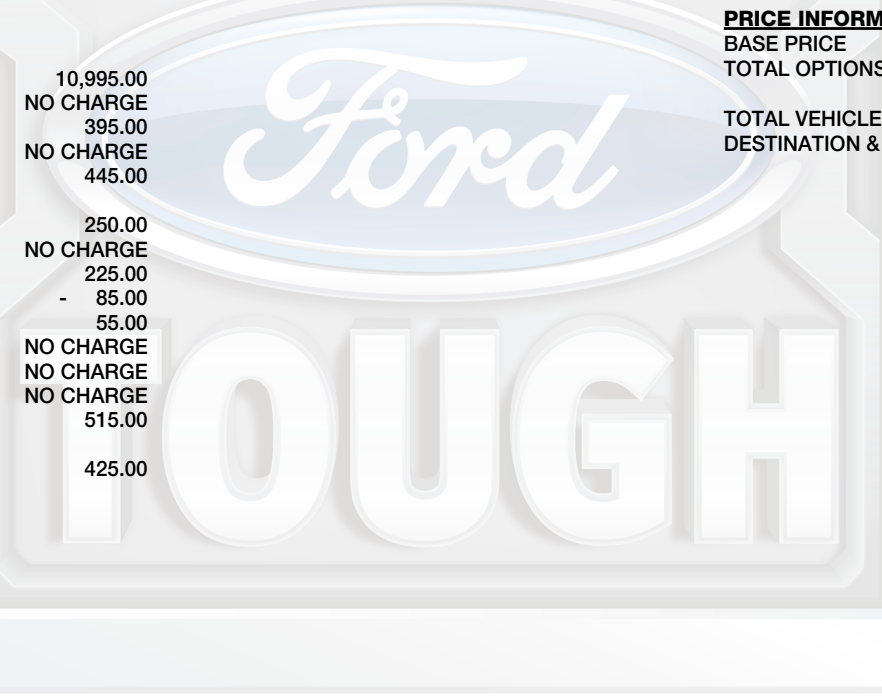 10,995.00
NO CHARGE
395.00
NO CHARGE
445.00
250.00
NO CHARGE
225.00
- 85.00
55.00
NO CHARGE
NO CHARGE
NO CHARGE
515.00
425.00
PRICE INFORM
BASE PRICE
TOTAL OPTIONS
TOTAL VEHICLE
DESTINATION &
Ford
TOUGH